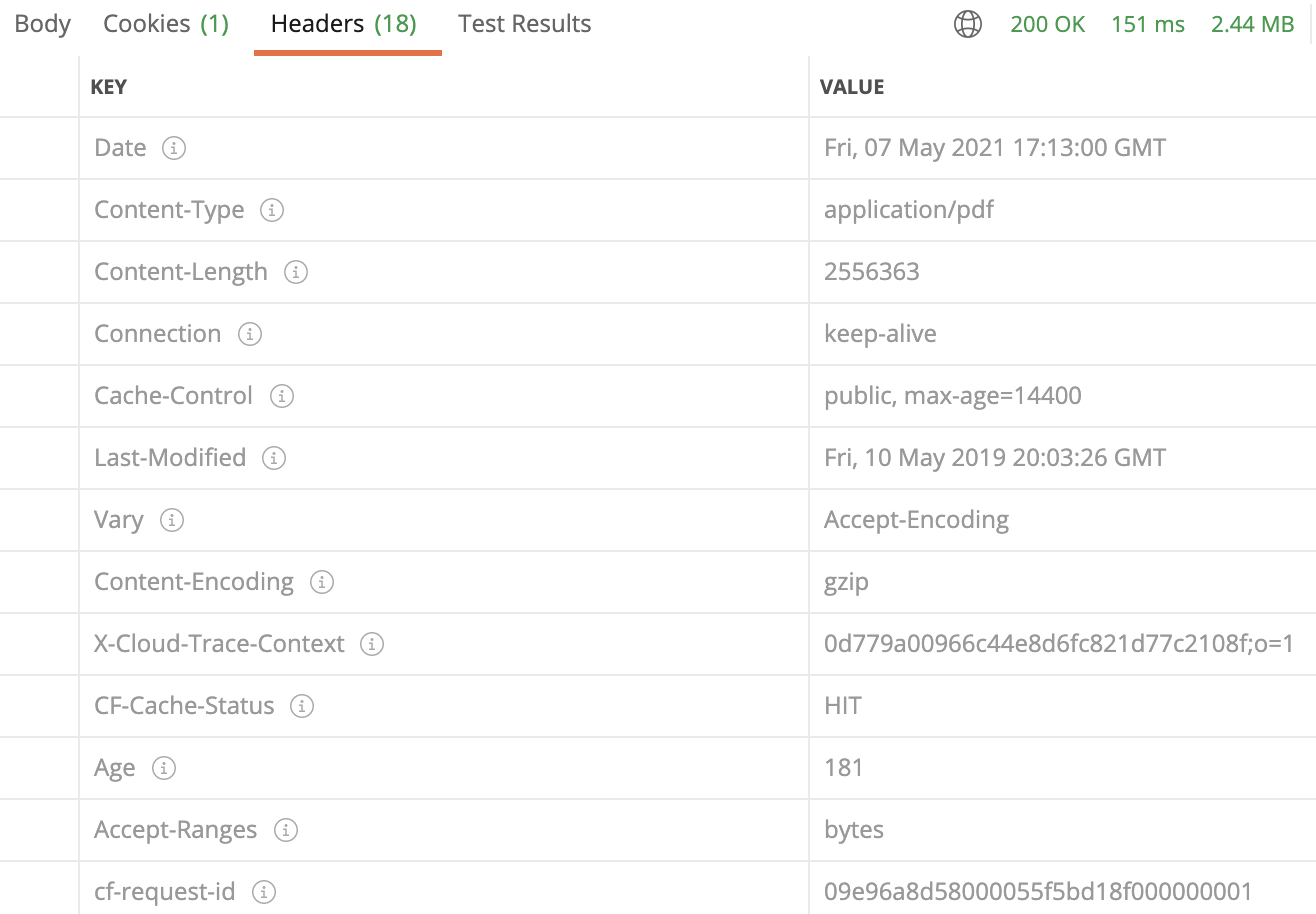 Body Cookies (1) Headers (18) Test Results 200 OK 151 ms 2.44 MB
KEY VALUE
Date Fri, 07 May 2021 17:13:00 GMT
Content-Type application/pdf
Content-Length 2556363
Connection keep-alive
Cache-Control public, max-age=14400
Last-Modified Fri, 10 May 2019 20:03:26 GMT
Vary Accept-Encoding
Content-Encoding gzip
X-Cloud-Trace-Context 0d779a00966c44e8d6fc821d77c2108f;o=1
CF-Cache-Status HIT
Age 181
Accept-Ranges bytes
cf-request-id 09e96a8d58000055f5bd18f000000001